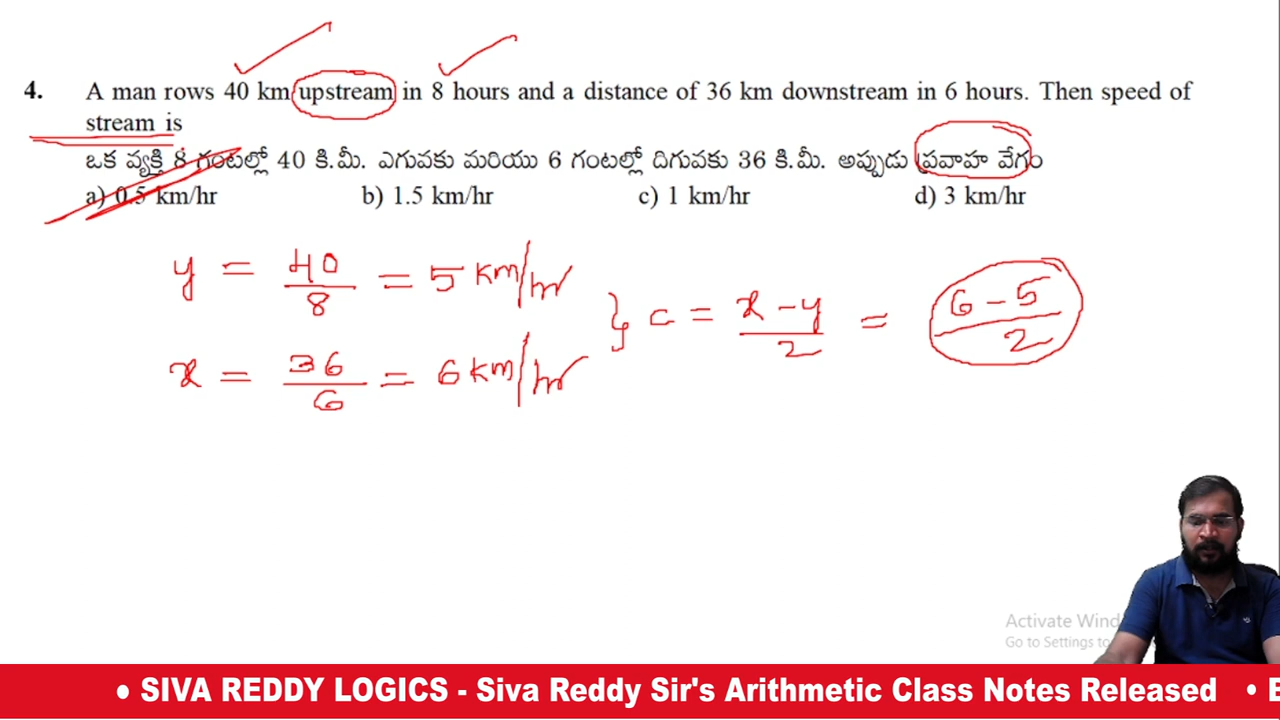 4. A man rows 40 km upstream in 8 hours and a distance of 36 km downstream in 6 hours. Then speed of
stream is
ఒక వ్యక్తి 8 గంటల్లో 40 కి.మీ. ఎగువకు మరియు 6 గంటల్లో దిగువకు 36 కి.మీ. అప్పుడు ప్రవాహ వేగం
a) 0.5 km/hr b) 1.5 km/hr c) 1 km/hr d) 3 km/hr
y = 40/8 = 5 km/hr
x = 36/6 = 6 km/hr
} c = x - y/2 = 6 - 5/2
Activate Wind
Go to Settings to
• SIVA REDDY LOGICS - Siva Reddy Sir's Arithmetic Class Notes Released • E